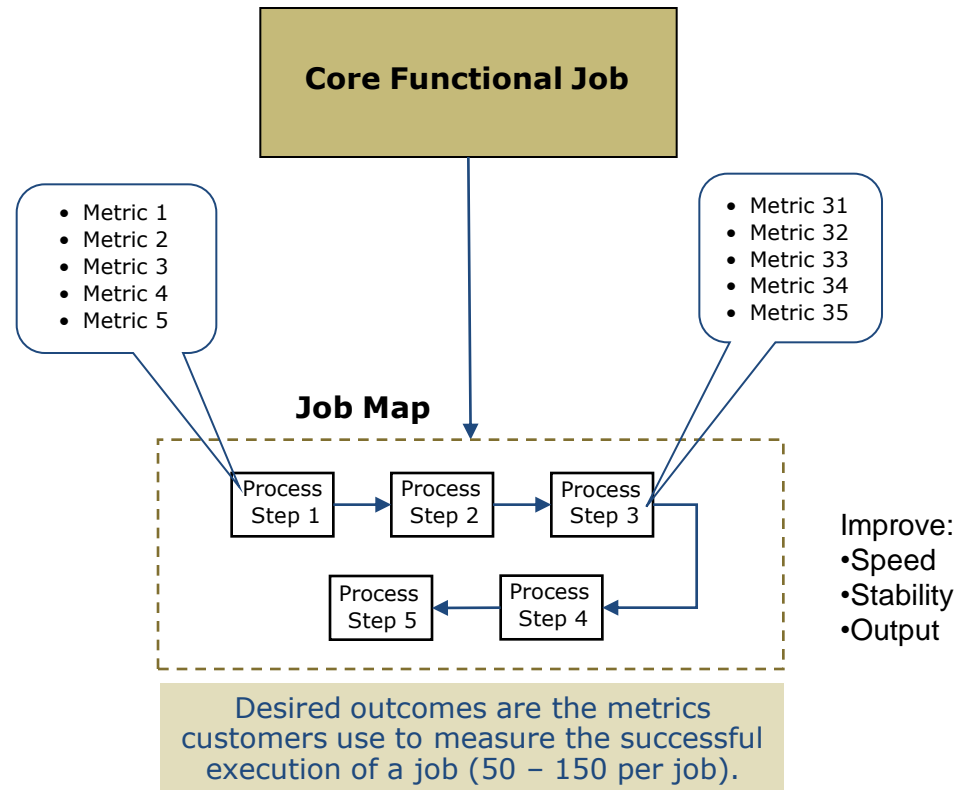 Core Functional Job
• Metric 1
• Metric 2
• Metric 3
• Metric 4
• Metric 5
• Metric 31
• Metric 32
• Metric 33
• Metric 34
• Metric 35
Job Map
Process
Step 1
Process
Step 2
Process
Step 3
Process
Step 5
Process
Step 4
Improve:
•Speed
•Stability
•Output
Desired outcomes are the metrics
customers use to measure the successful
execution of a job (50 – 150 per job).